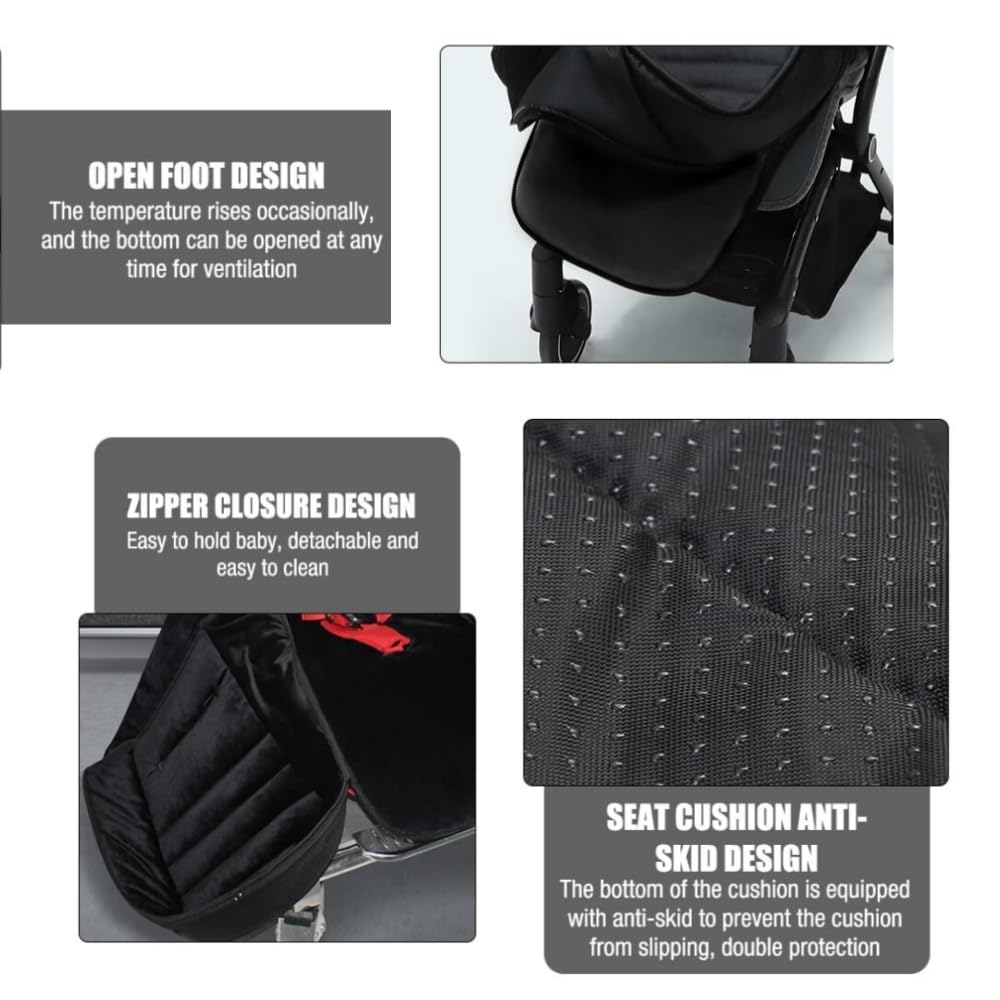 OPEN FOOT DESIGN
The temperature rises occasionally,
and the bottom can be opened at any
time for ventilation
ZIPPER CLOSURE DESIGN
Easy to hold baby, detachable and
easy to clean
SEAT CUSHION ANTI-
SKID DESIGN
The bottom of the cushion is equipped
with anti-skid to prevent the cushion
from slipping, double protection